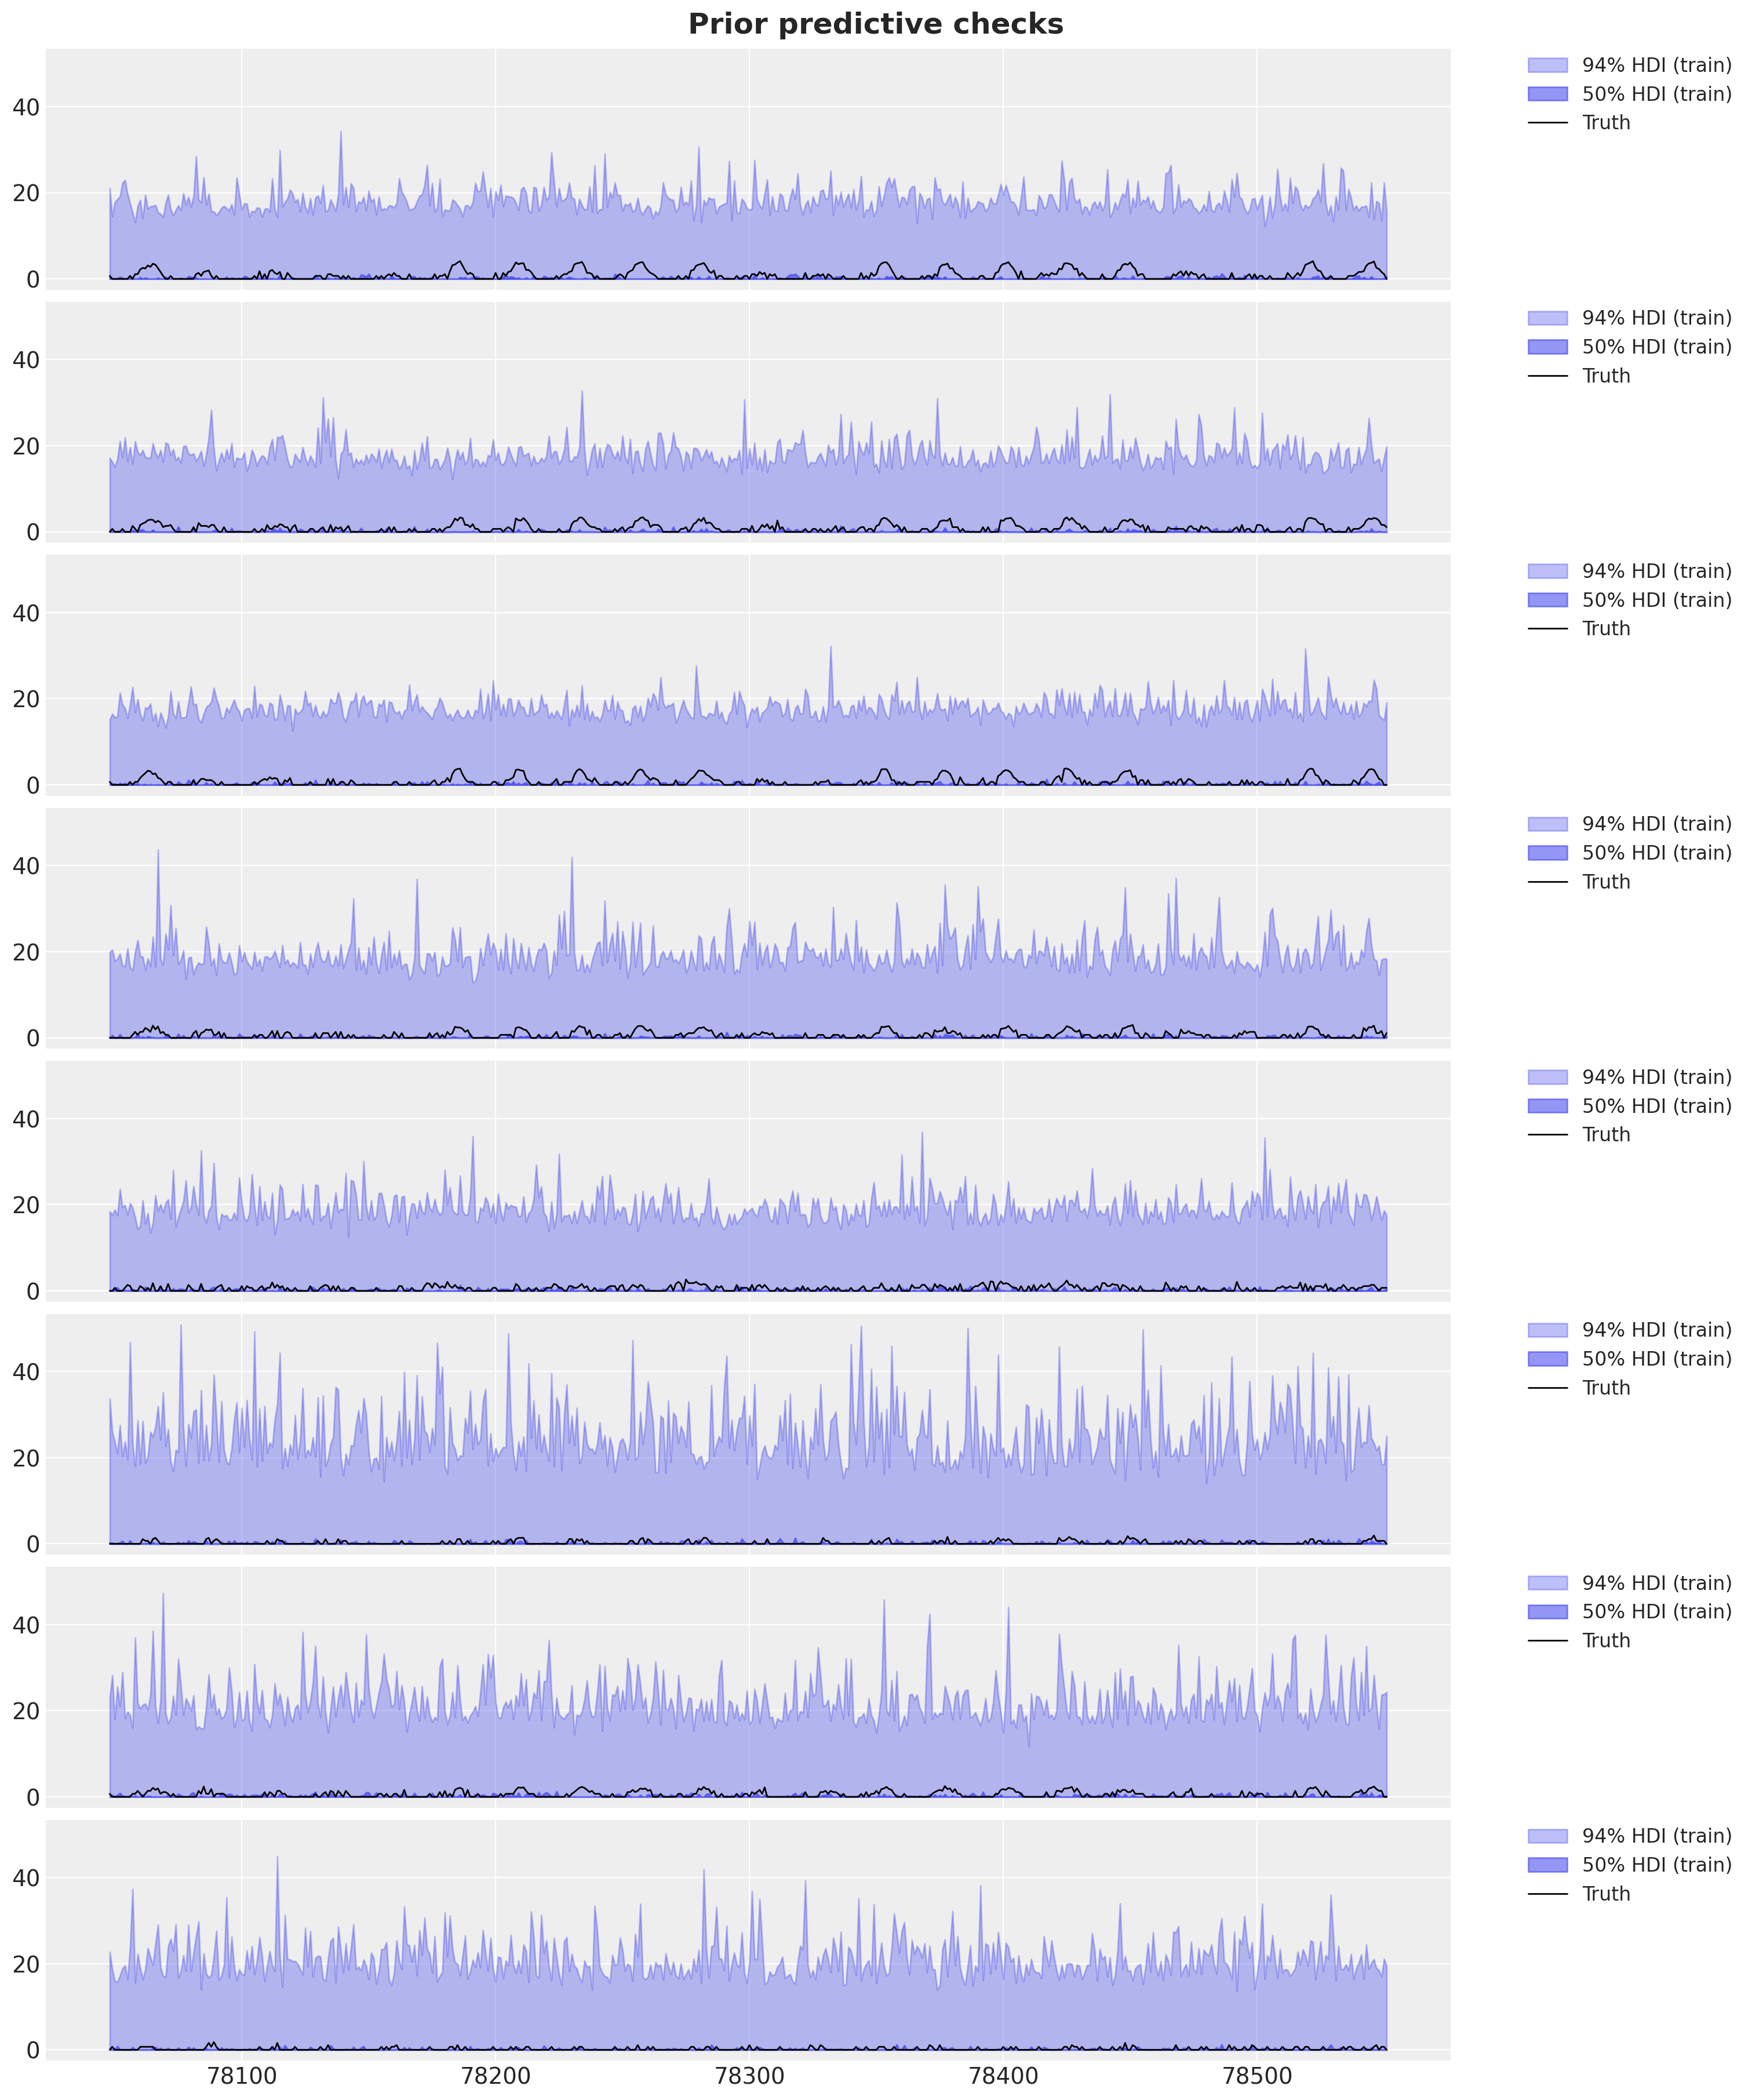 Prior predictive checks
40
20
0
94% HDI (train)
50% HDI (train)
Truth
40
20
0
94% HDI (train)
50% HDI (train)
Truth
40
20
0
94% HDI (train)
50% HDI (train)
Truth
40
20
0
94% HDI (train)
50% HDI (train)
Truth
40
20
0
94% HDI (train)
50% HDI (train)
Truth
40
20
0
94% HDI (train)
50% HDI (train)
Truth
40
20
0
94% HDI (train)
50% HDI (train)
Truth
40
20
0
94% HDI (train)
50% HDI (train)
Truth
78100 78200 78300 78400 78500